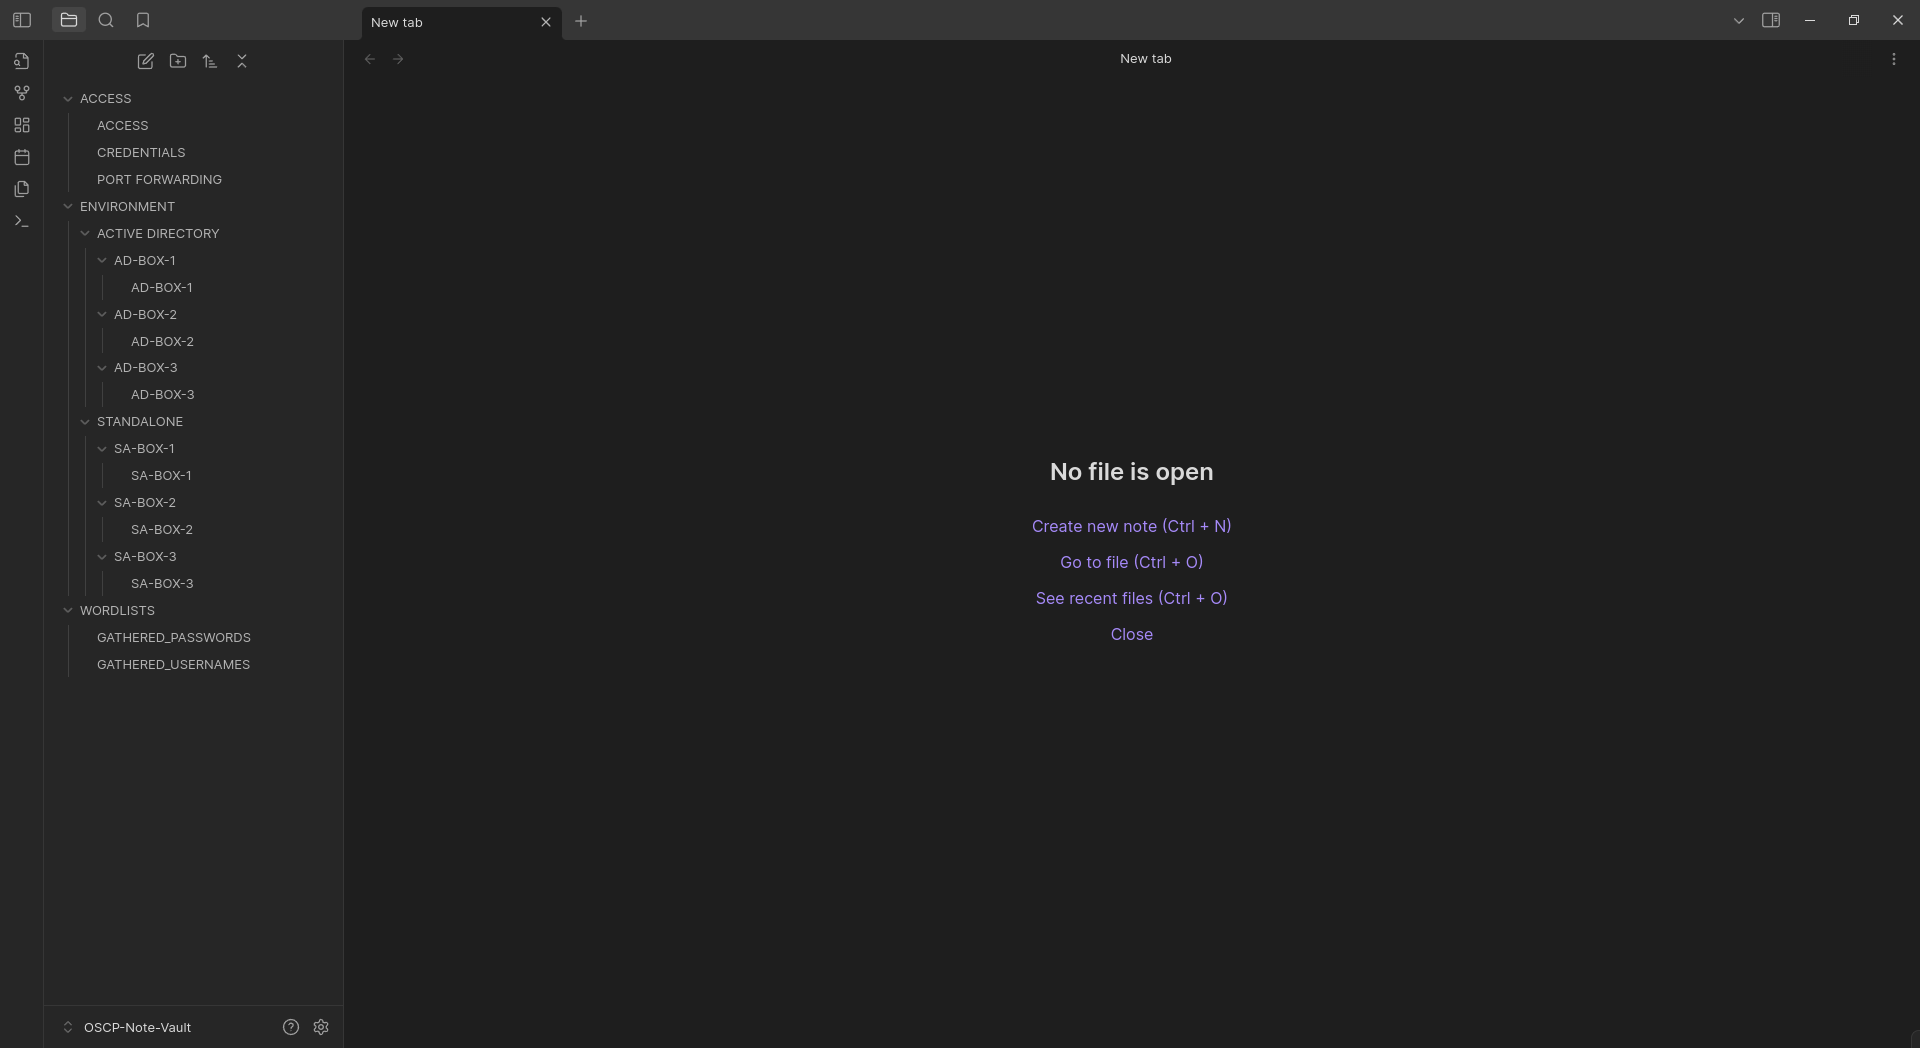 New tab
New tab
ACCESS
ACCESS
CREDENTIALS
PORT FORWARDING
ENVIRONMENT
ACTIVE DIRECTORY
AD-BOX-1
AD-BOX-1
AD-BOX-2
AD-BOX-2
AD-BOX-3
AD-BOX-3
STANDALONE
SA-BOX-1
SA-BOX-1
SA-BOX-2
SA-BOX-2
SA-BOX-3
SA-BOX-3
WORDLISTS
GATHERED_PASSWORDS
GATHERED_USERNAMES
No file is open
Create new note (Ctrl + N)
Go to file (Ctrl + O)
See recent files (Ctrl + O)
Close
OSCP-Note-Vault